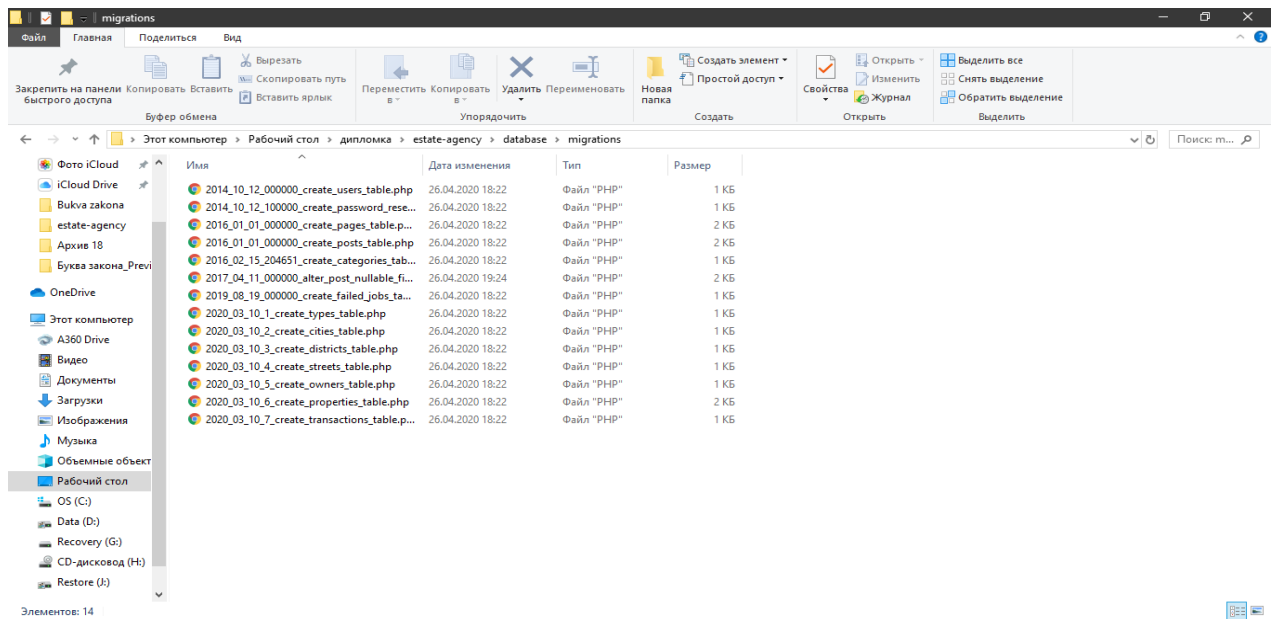 migrations
Файл Главная Поделиться Вид
Закрепить на панели быстрого доступа
Копировать
Вставить
Вырезать
Скопировать путь
Вставить ярлык
Буфер обмена
Переместить в
Копировать в
Удалить
Переименовать
Упорядочить
Новая папка
Создать элемент
Простой доступ
Создать
Свойства
Открыть
Изменить
Журнал
Открыть
Выделить все
Снять выделение
Обратить выделение
Выделить
Этот компьютер › Рабочий стол › дипломка › estate-agency › database › migrations
Поиск: m...
Фото iCloud
iCloud Drive
Bukva zakona
estate-agency
Архив 18
Буква закона_Previ
OneDrive
Этот компьютер
A360 Drive
Видео
Документы
Загрузки
Изображения
Музыка
Объемные объект
Рабочий стол
OS (C:)
Data (D:)
Recovery (G:)
CD-дисковод (H:)
Restore (J:)
Имя Дата изменения Тип Размер
2014_10_12_000000_create_users_table.php 26.04.2020 18:22 Файл "PHP" 1 КБ
2014_10_12_100000_create_password_rese... 26.04.2020 18:22 Файл "PHP" 1 КБ
2016_01_01_000000_create_pages_table.p... 26.04.2020 18:22 Файл "PHP" 2 КБ
2016_01_01_000000_create_posts_table.php 26.04.2020 18:22 Файл "PHP" 2 КБ
2016_02_15_204651_create_categories_tab... 26.04.2020 18:22 Файл "PHP" 1 КБ
2017_04_11_000000_alter_post_nullable_fi... 26.04.2020 19:24 Файл "PHP" 2 КБ
2019_08_19_000000_create_failed_jobs_ta... 26.04.2020 18:22 Файл "PHP" 1 КБ
2020_03_10_1_create_types_table.php 26.04.2020 18:22 Файл "PHP" 1 КБ
2020_03_10_2_create_cities_table.php 26.04.2020 18:22 Файл "PHP" 1 КБ
2020_03_10_3_create_districts_table.php 26.04.2020 18:22 Файл "PHP" 1 КБ
2020_03_10_4_create_streets_table.php 26.04.2020 18:22 Файл "PHP" 1 КБ
2020_03_10_5_create_owners_table.php 26.04.2020 18:22 Файл "PHP" 1 КБ
2020_03_10_6_create_properties_table.php 26.04.2020 18:22 Файл "PHP" 2 КБ
2020_03_10_7_create_transactions_table.p... 26.04.2020 18:22 Файл "PHP" 1 КБ
Элементов: 14